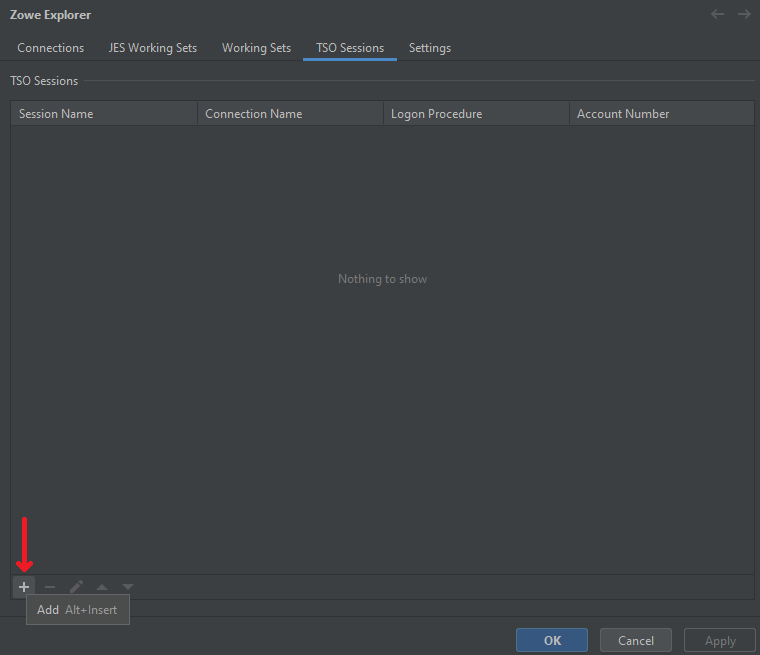 Zowe Explorer
Connections JES Working Sets Working Sets TSO Sessions Settings
TSO Sessions
Session Name Connection Name Logon Procedure Account Number
Nothing to show
Add Alt+Insert
OK Cancel Apply